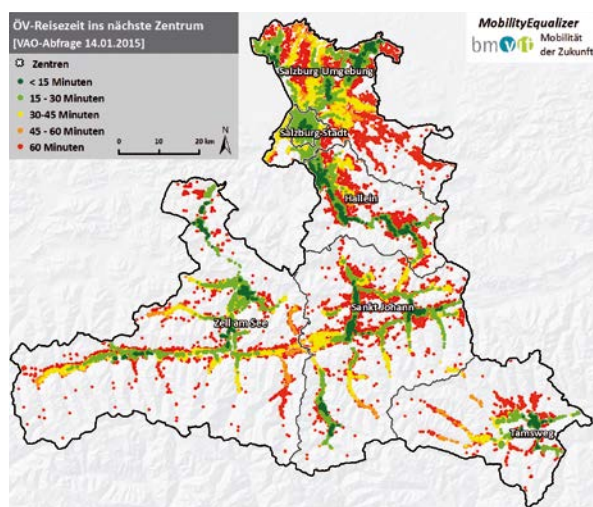 ÖV-Reisezeit ins nächste Zentrum
[VAO-Abfrage 14.01.2015]
Zentren
< 15 Minuten
15 - 30 Minuten
30-45 Minuten
45 - 60 Minuten
60 Minuten
0 10 20 km
N
MobilityEqualizer
bmvit Mobilität
der Zukunft
Salzburg-Umgebung
Salzburg-Stadt
Hallein
Sankt Johann
Zell am See
Tamsweg